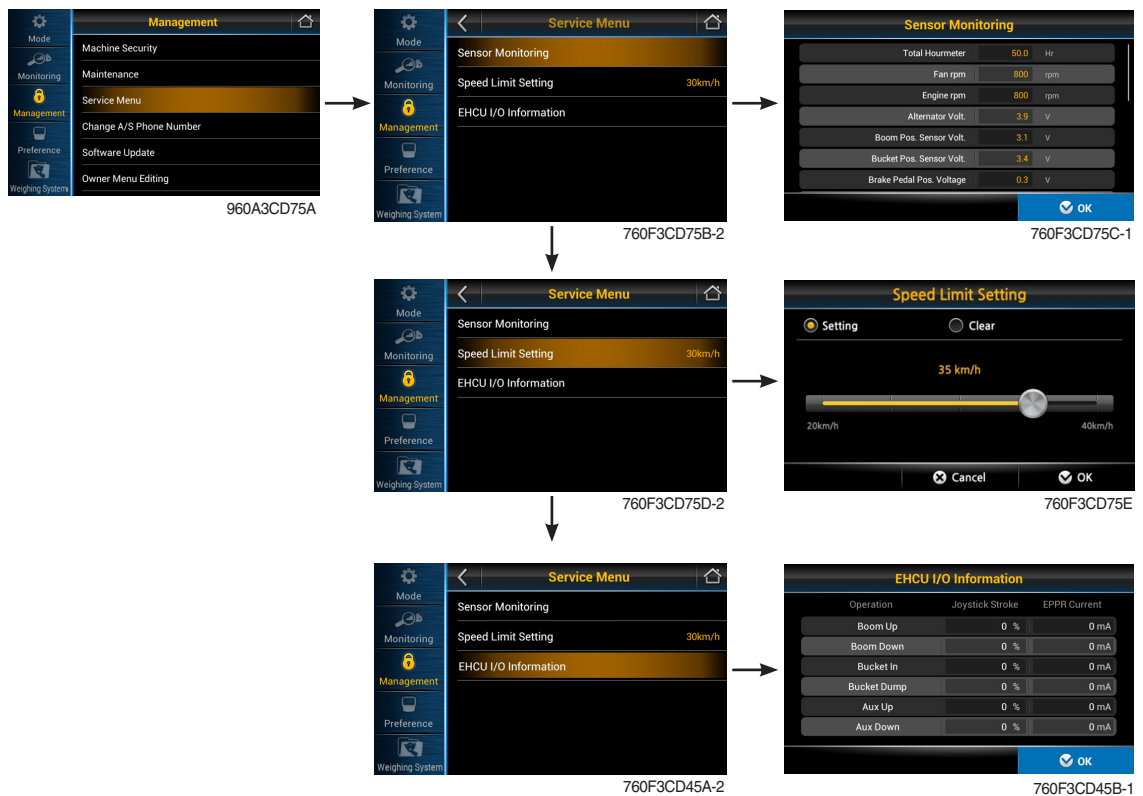 Management
Mode
Monitoring
Management
Preference
Weighing System
Machine Security
Maintenance
Service Menu
Change A/S Phone Number
Software Update
Owner Menu Editing
960A3CD75A
Service Menu
Mode
Monitoring
Management
Preference
Weighing System
Sensor Monitoring
Speed Limit Setting 30km/h
EHCU I/O Information
760F3CD75B-2
Sensor Monitoring
Total Hourmeter 50.0 Hr
Fan rpm 800 rpm
Engine rpm 800 rpm
Alternator Volt. 3.9 V
Boom Pos. Sensor Volt. 3.1 V
Bucket Pos. Sensor Volt. 3.4 V
Brake Pedal Pos. Voltage 0.3 V
OK
760F3CD75C-1
Service Menu
Mode
Monitoring
Management
Preference
Weighing System
Sensor Monitoring
Speed Limit Setting 30km/h
EHCU I/O Information
760F3CD75D-2
Speed Limit Setting
Setting Clear
35 km/h
20km/h 40km/h
Cancel OK
760F3CD75E
Service Menu
Mode
Monitoring
Management
Preference
Weighing System
Sensor Monitoring
Speed Limit Setting 30km/h
EHCU I/O Information
760F3CD45A-2
EHCU I/O Information
Operation Joystick Stroke EPPR Current
Boom Up 0 % 0 mA
Boom Down 0 % 0 mA
Bucket In 0 % 0 mA
Bucket Dump 0 % 0 mA
Aux Up 0 % 0 mA
Aux Down 0 % 0 mA
OK
760F3CD45B-1